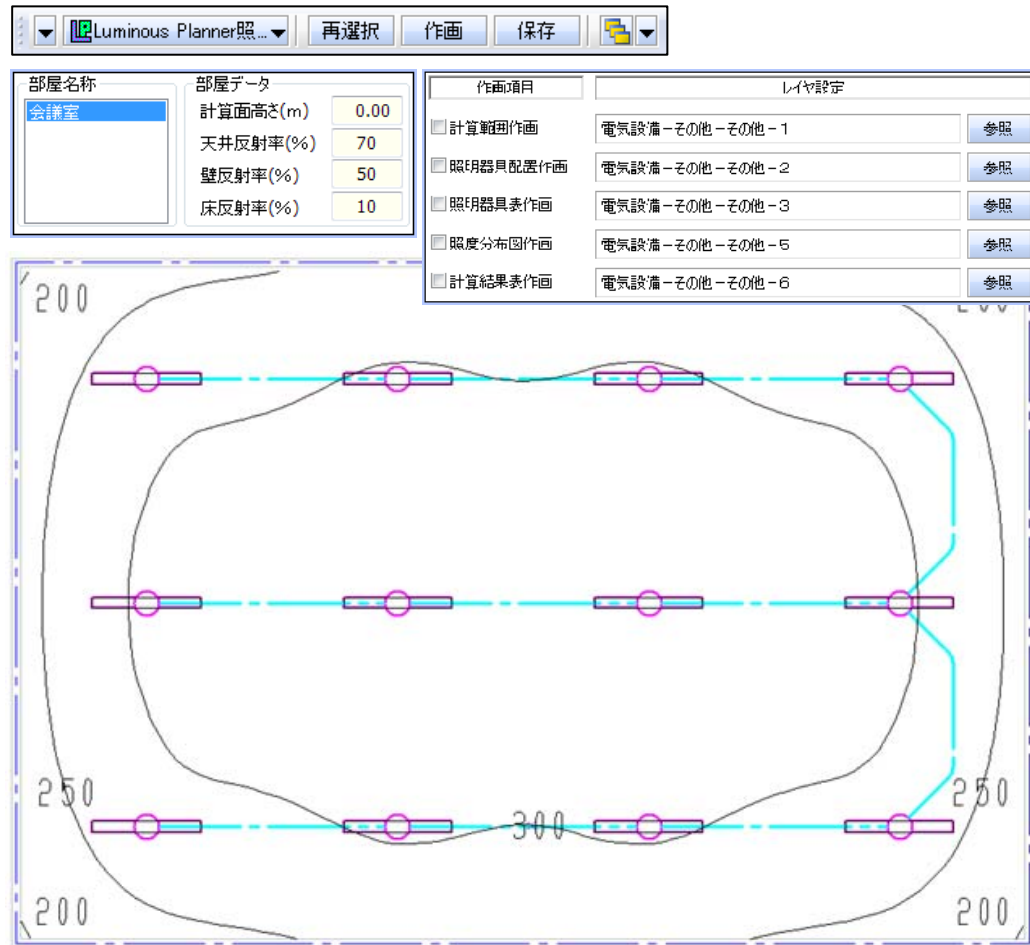 Luminous Planner照... 再選択 作画 保存
部屋名称
会議室
部屋データ
計算面高さ(m) 0.00
天井反射率(%) 70
壁反射率(%) 50
床反射率(%) 10
作画項目 レイヤ設定
計算範囲作画 電気設備-その他-その他-1 参照
照明器具配置作画 電気設備-その他-その他-2 参照
照明器具表作画 電気設備-その他-その他-3 参照
照度分布図作画 電気設備-その他-その他-5 参照
計算結果表作画 電気設備-その他-その他-6 参照
200
250 250
300
200 200